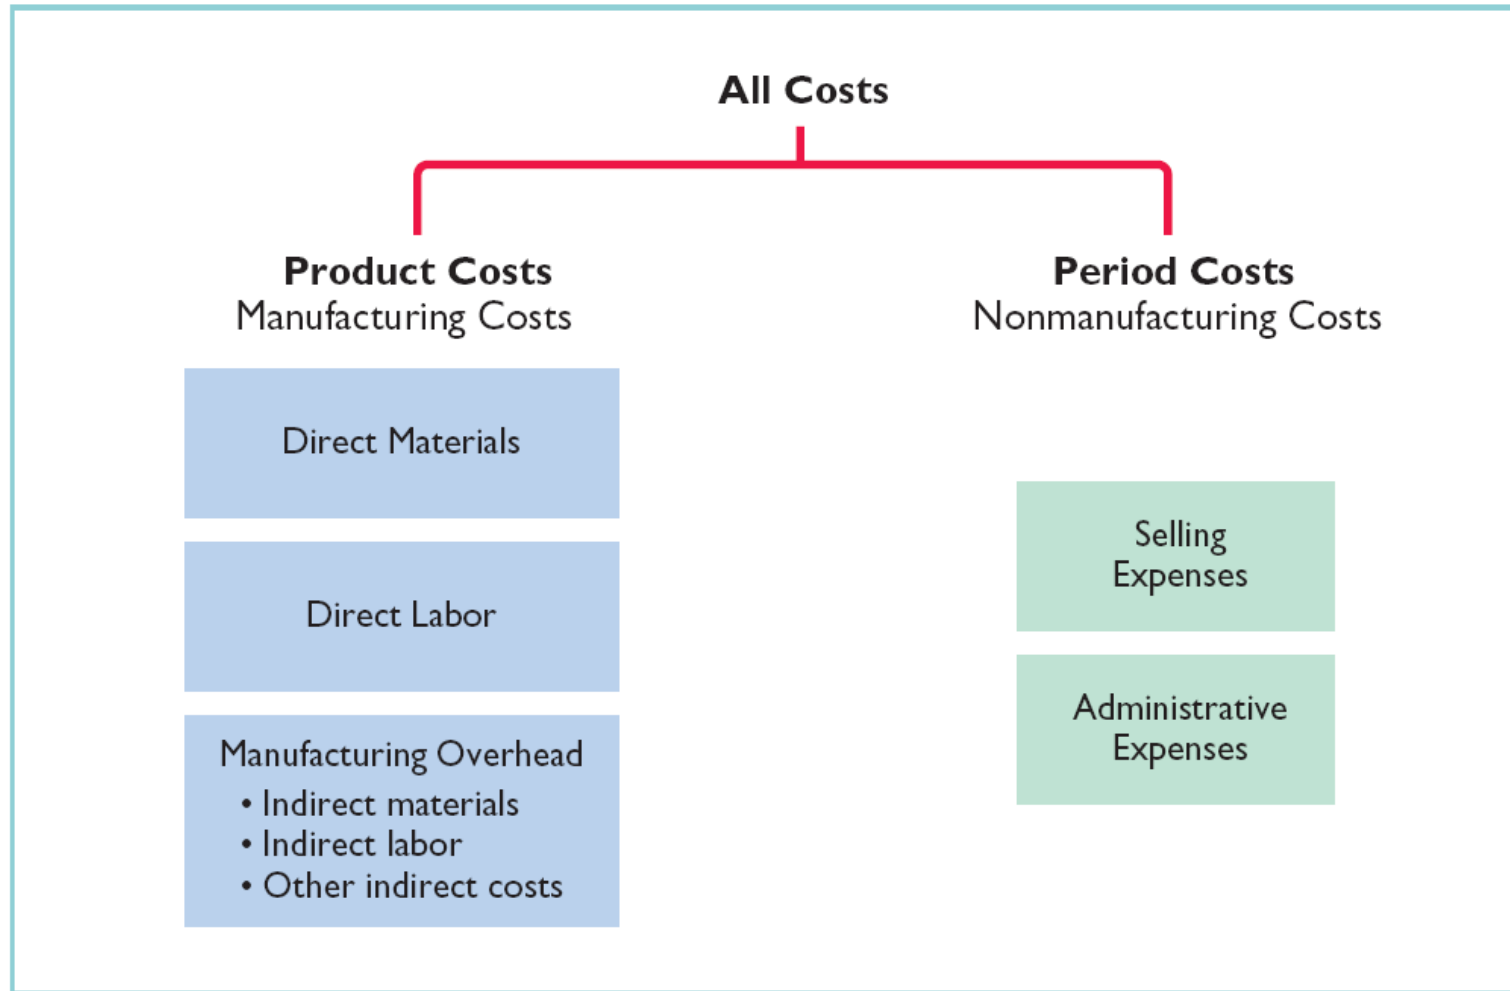 All Costs
Product Costs
Manufacturing Costs
Direct Materials
Direct Labor
Manufacturing Overhead
• Indirect materials
• Indirect labor
• Other indirect costs
Period Costs
Nonmanufacturing Costs
Selling
Expenses
Administrative
Expenses